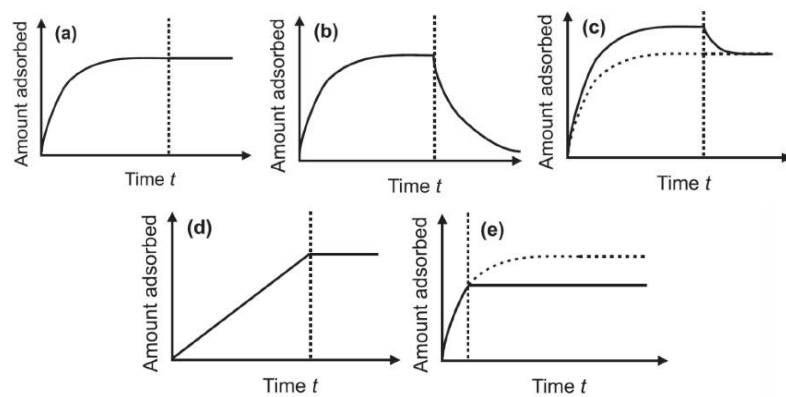 (a)
Amount adsorbed
Time t
(b)
Amount adsorbed
Time t
(c)
Amount adsorbed
Time t
(d)
Amount adsorbed
Time t
(e)
Amount adsorbed
Time t